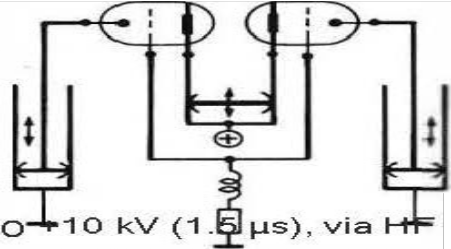 O +10 kV (1.5 µs), via HF